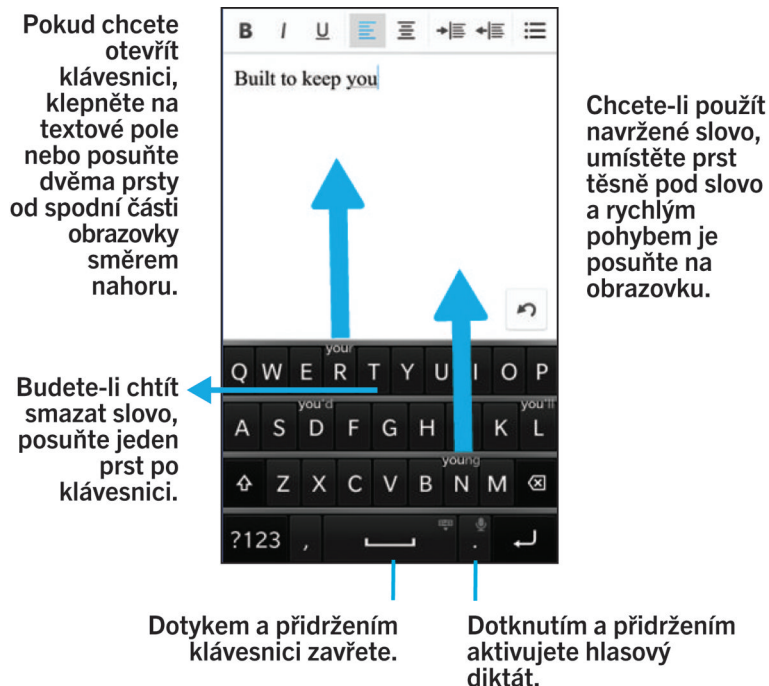 Pokud chcete
otevřít
klávesnici,
klepněte na
textové pole
nebo posuňte
dvěma prsty
od spodní části
obrazovky
směrem
nahoru.
B I U
Built to keep you
Chcete-li použít
navržené slovo,
umístěte prst
těsně pod slovo
a rychlým
pohybem je
posuňte na
obrazovku.
Budete-li chtít
smazat slovo,
posuňte jeden
prst po
klávesnici.
your
Q W E R T Y U I O P
you'd you'll
A S D F G H K L
young
Z X C V B N M
?123 , .
Dotykem a přidržením
klávesnici zavřete.
Dotknutím a přidržením
aktivujete hlasový
diktát.